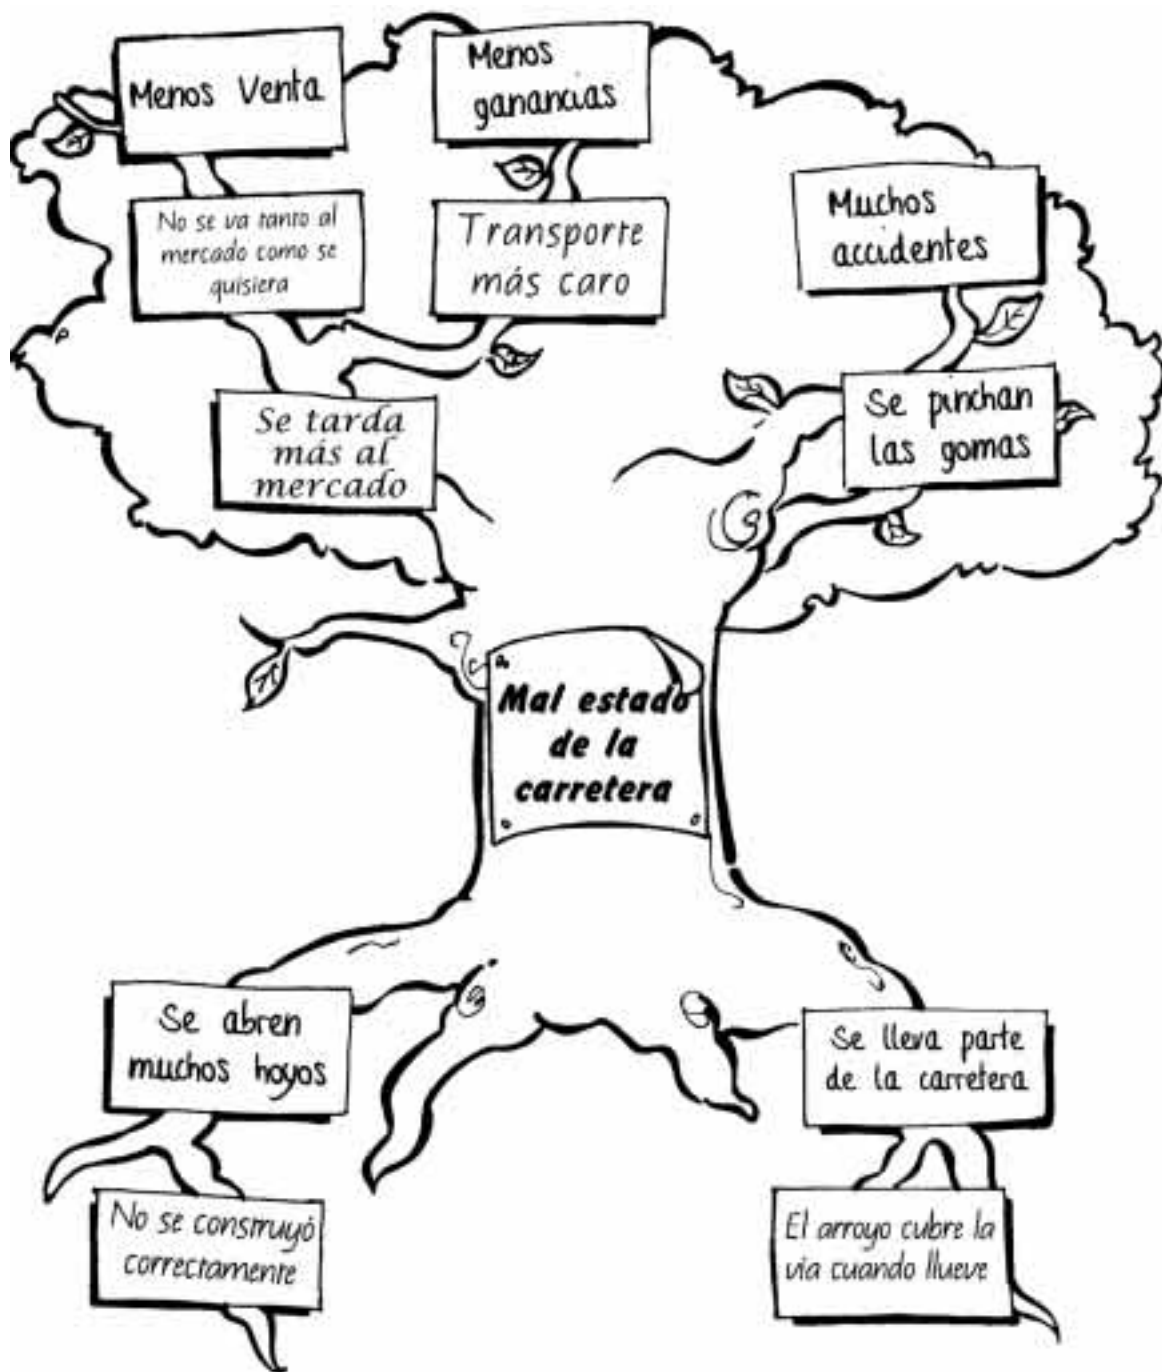 Menos Venta
Menos
ganancias
No se va tanto al
mercado como se
quisiera
Transporte
más caro
Muchos
accidentes
Se tarda
más al
mercado
Se pinchan
las gomas
Mal estado
de la
carretera
Se abren
muchos hoyos
Se lleva parte
de la carretera
No se construyó
correctamente
El arroyo cubre la
vía cuando llueve